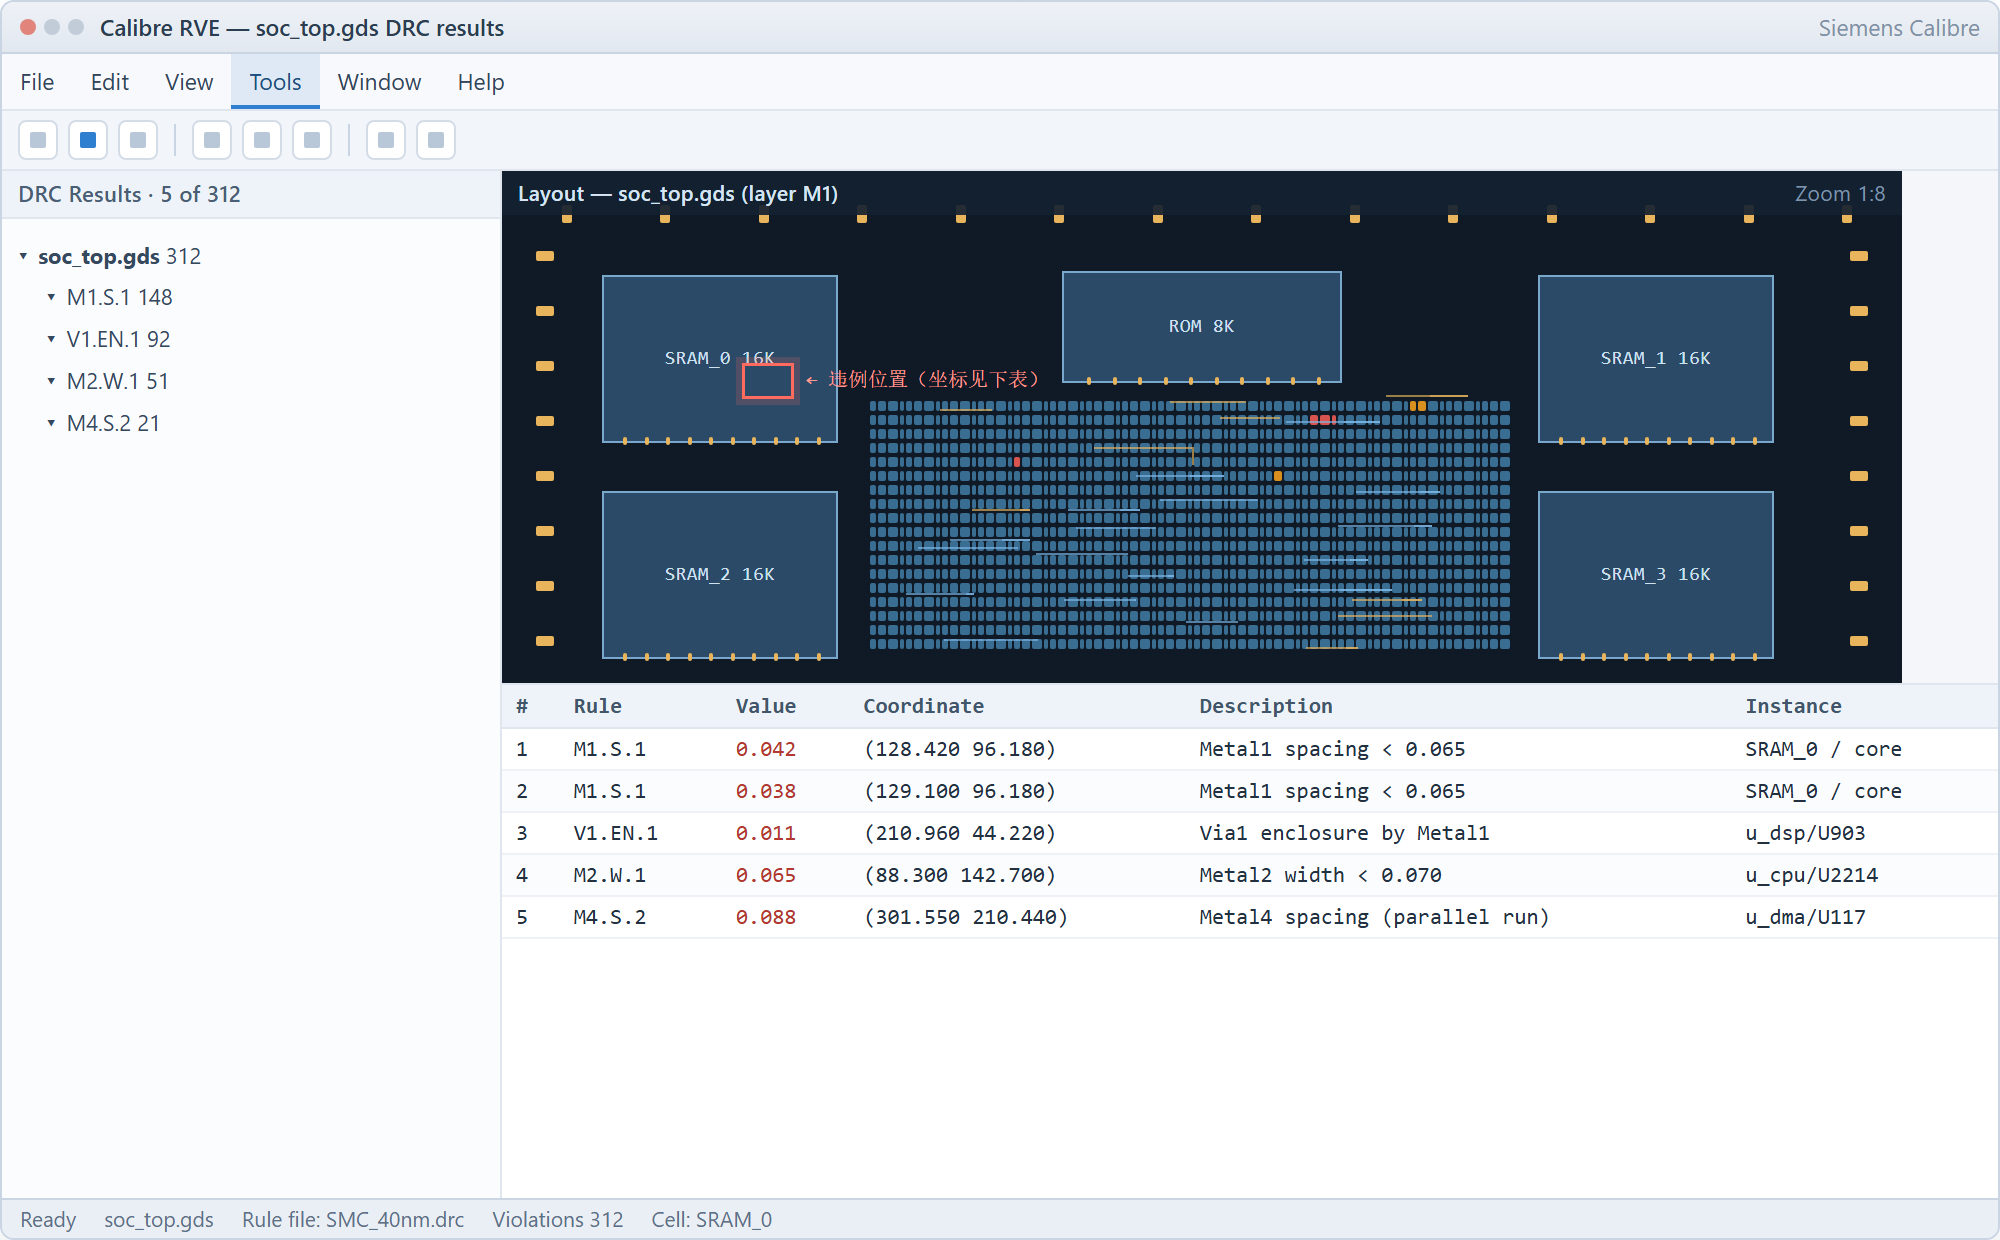 Calibre RVE — soc_top.gds DRC results
Siemens Calibre
File Edit View Tools Window Help
DRC Results · 5 of 312
soc_top.gds 312
M1.S.1 148
V1.EN.1 92
M2.W.1 51
M4.S.2 21
Layout — soc_top.gds (layer M1)
Zoom 1:8
SRAM_0 16K
ROM 8K
SRAM_1 16K
← 违例位置（坐标见下表）
SRAM_2 16K
SRAM_3 16K
# Rule Value Coordinate Description Instance
1 M1.S.1 0.042 (128.420 96.180) Metal1 spacing < 0.065 SRAM_0 / core
2 M1.S.1 0.038 (129.100 96.180) Metal1 spacing < 0.065 SRAM_0 / core
3 V1.EN.1 0.011 (210.960 44.220) Via1 enclosure by Metal1 u_dsp/U903
4 M2.W.1 0.065 (88.300 142.700) Metal2 width < 0.070 u_cpu/U2214
5 M4.S.2 0.088 (301.550 210.440) Metal4 spacing (parallel run) u_dma/U117
Ready soc_top.gds Rule file: SMC_40nm.drc Violations 312 Cell: SRAM_0